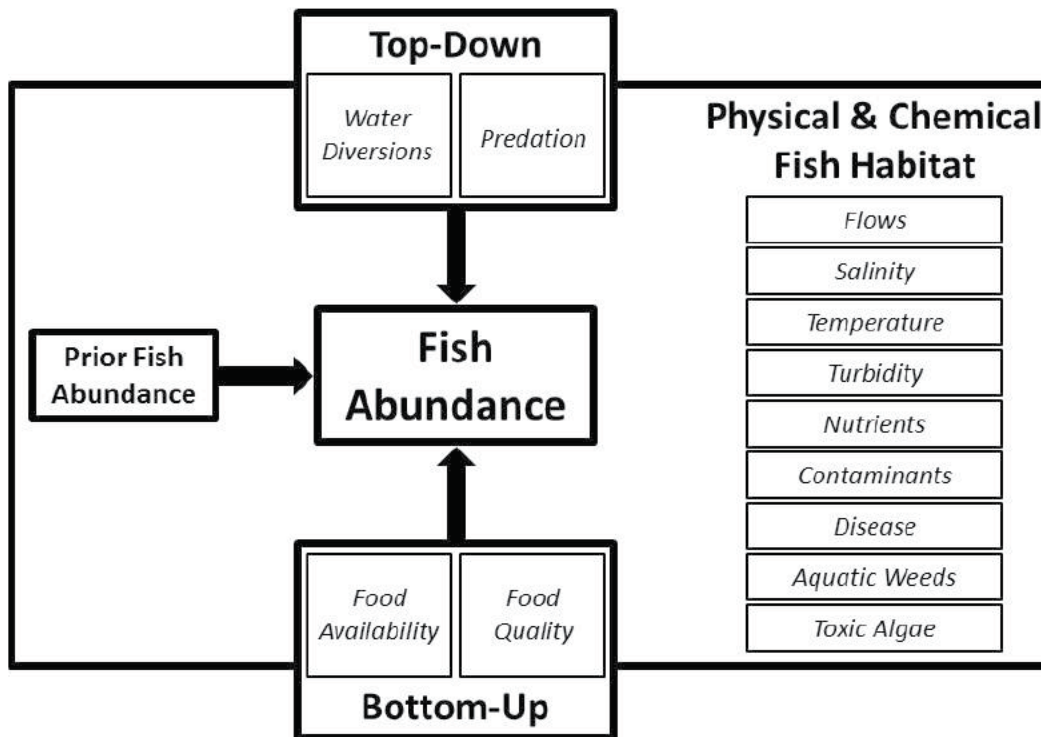 Top-Down
Water
Diversions
Predation
Physical & Chemical
Fish Habitat
Flows
Salinity
Temperature
Turbidity
Nutrients
Contaminants
Disease
Aquatic Weeds
Toxic Algae
Prior Fish
Abundance
Fish
Abundance
Food
Availability
Food
Quality
Bottom-Up